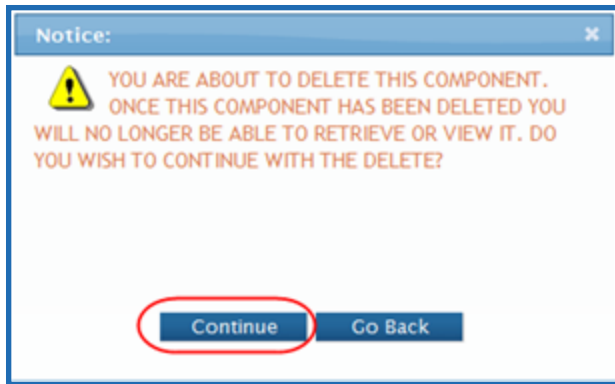 Notice:
YOU ARE ABOUT TO DELETE THIS COMPONENT.
ONCE THIS COMPONENT HAS BEEN DELETED YOU
WILL NO LONGER BE ABLE TO RETRIEVE OR VIEW IT. DO
YOU WISH TO CONTINUE WITH THE DELETE?
Continue Go Back